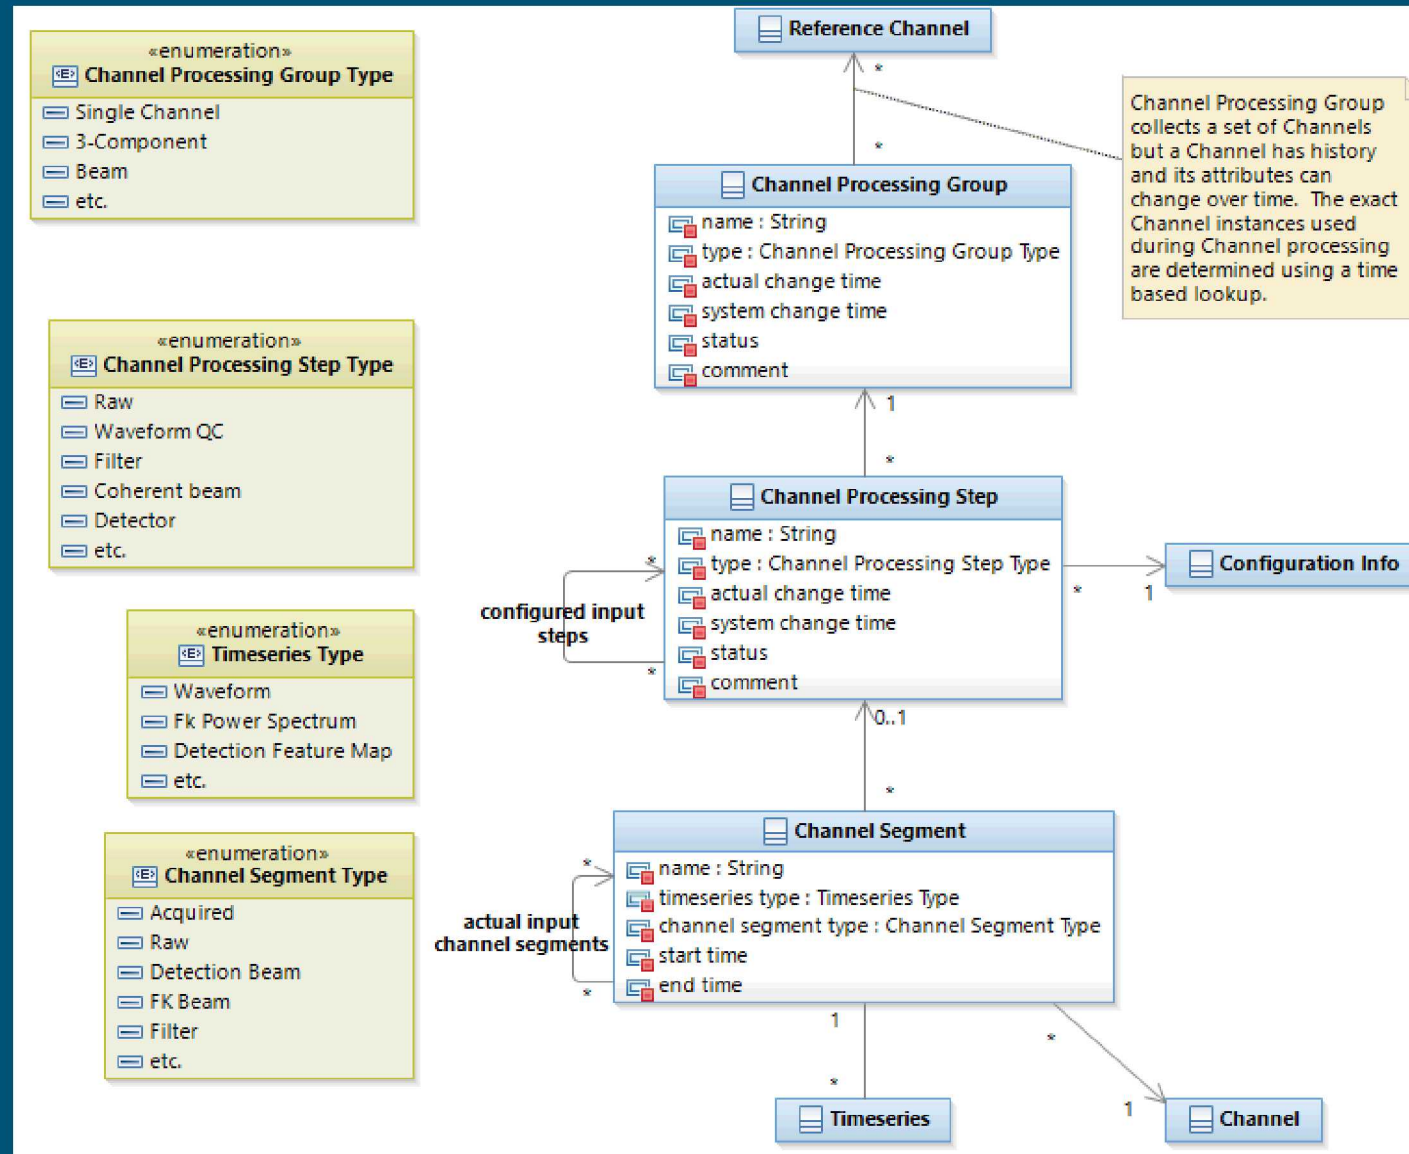 «enumeration»
Channel Processing Group Type
Single Channel
3-Component
Beam
etc.
«enumeration»
Channel Processing Step Type
Raw
Waveform QC
Filter
Coherent beam
Detector
etc.
«enumeration»
Timeseries Type
Waveform
Fk Power Spectrum
Detection Feature Map
etc.
«enumeration»
Channel Segment Type
Acquired
Raw
Detection Beam
FK Beam
Filter
etc.
Reference Channel
*
*
Channel Processing Group
collects a set of Channels
but a Channel has history
and its attributes can
change over time.  The exact
Channel instances used
during Channel processing
are determined using a time
based lookup.
Channel Processing Group
name : String
type : Channel Processing Group Type
actual change time
system change time
status
comment
1
*
Channel Processing Step
name : String
type : Channel Processing Step Type
actual change time
system change time
status
comment
*
configured input
steps
*
*
1
Configuration Info
0..1
*
Channel Segment
name : String
timeseries type : Timeseries Type
channel segment type : Channel Segment Type
start time
end time
*
actual input
channel segments
*
1
*
*
1
Timeseries
Channel